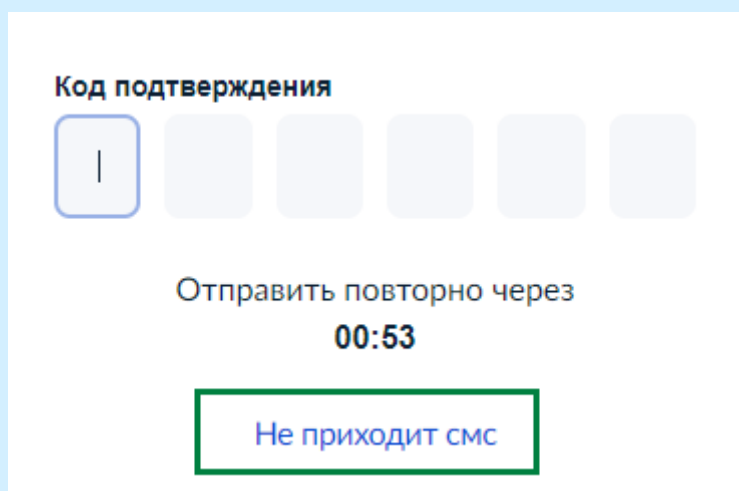 Код подтверждения
Отправить повторно через
00:53
Не приходит смс